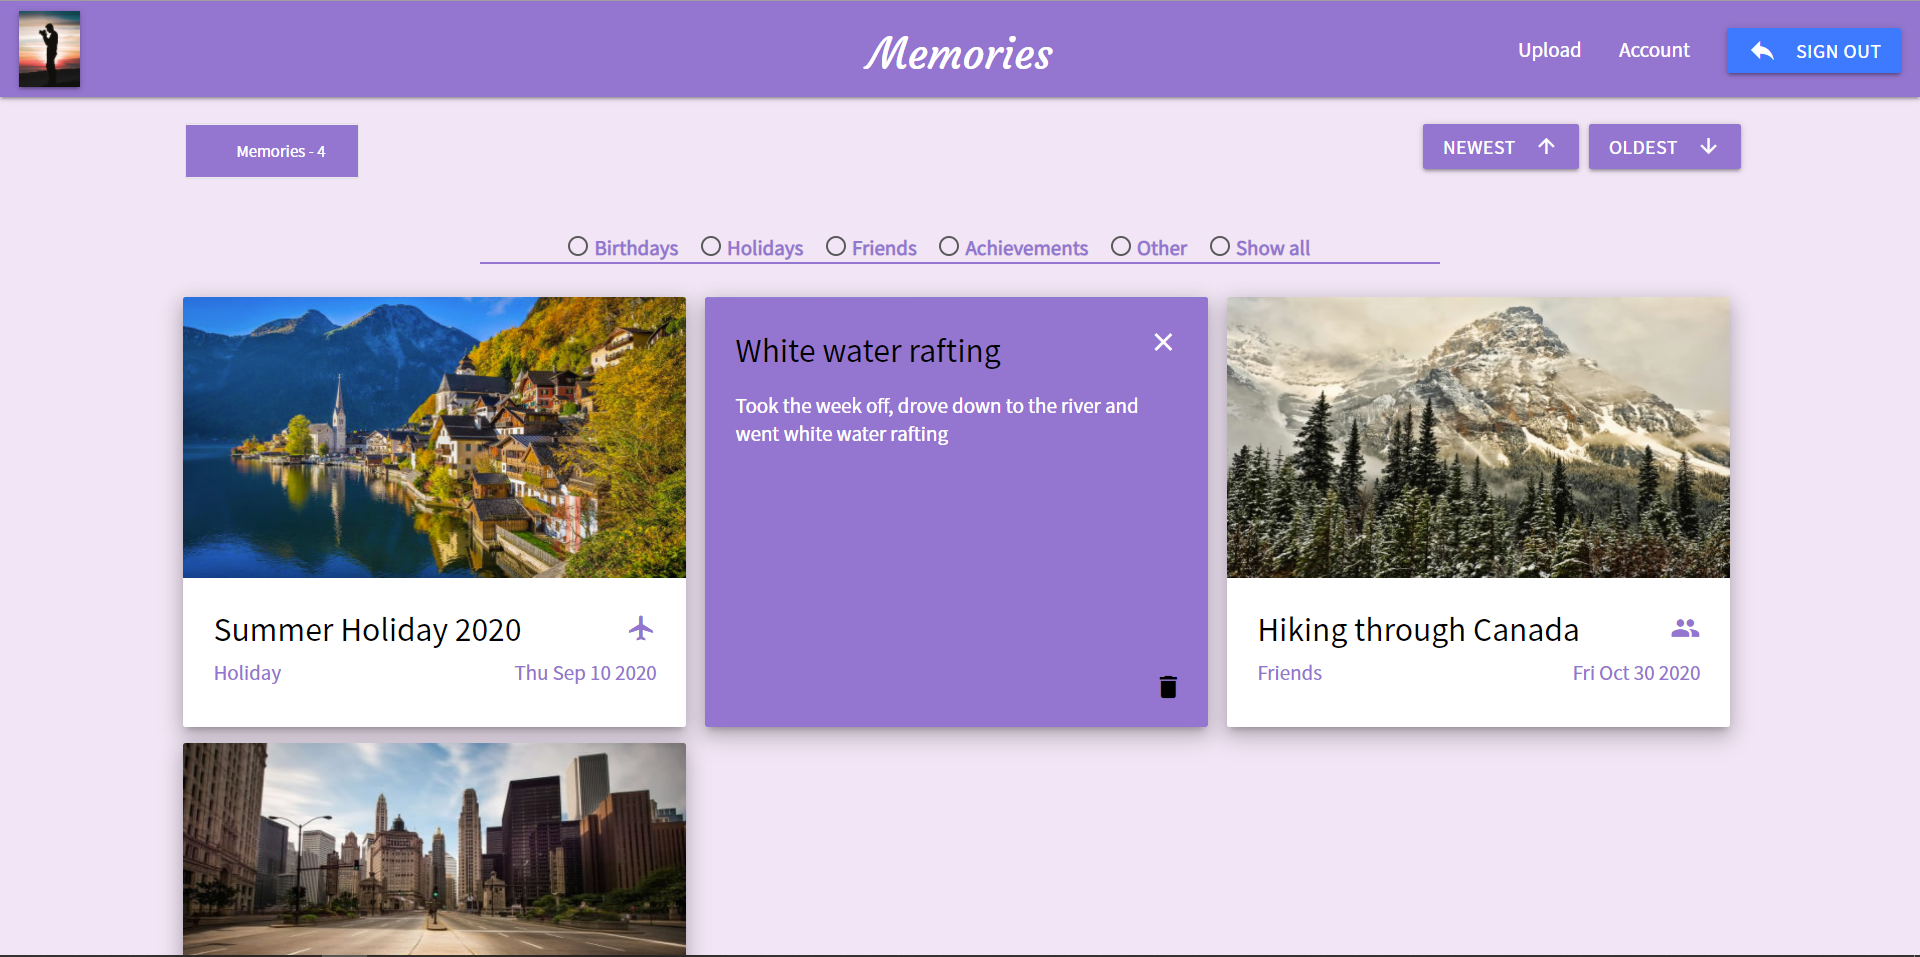 Memories
Upload
Account
SIGN OUT
Memories - 4
NEWEST
OLDEST
Birthdays
Holidays
Friends
Achievements
Other
Show all
Summer Holiday 2020
Holiday
Thu Sep 10 2020
White water rafting
Took the week off, drove down to the river and
went white water rafting
Hiking through Canada
Friends
Fri Oct 30 2020